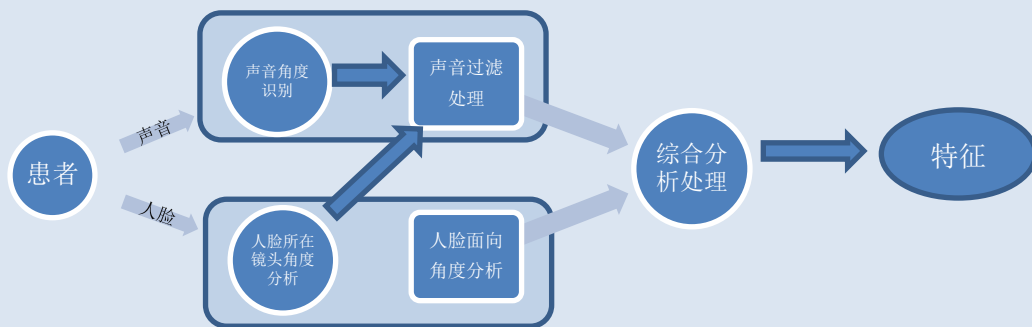 患者
声音
人脸
声音角度
识别
声音过滤
处理
人脸所在
镜头角度
分析
人脸面向
角度分析
综合分
析处理
特征